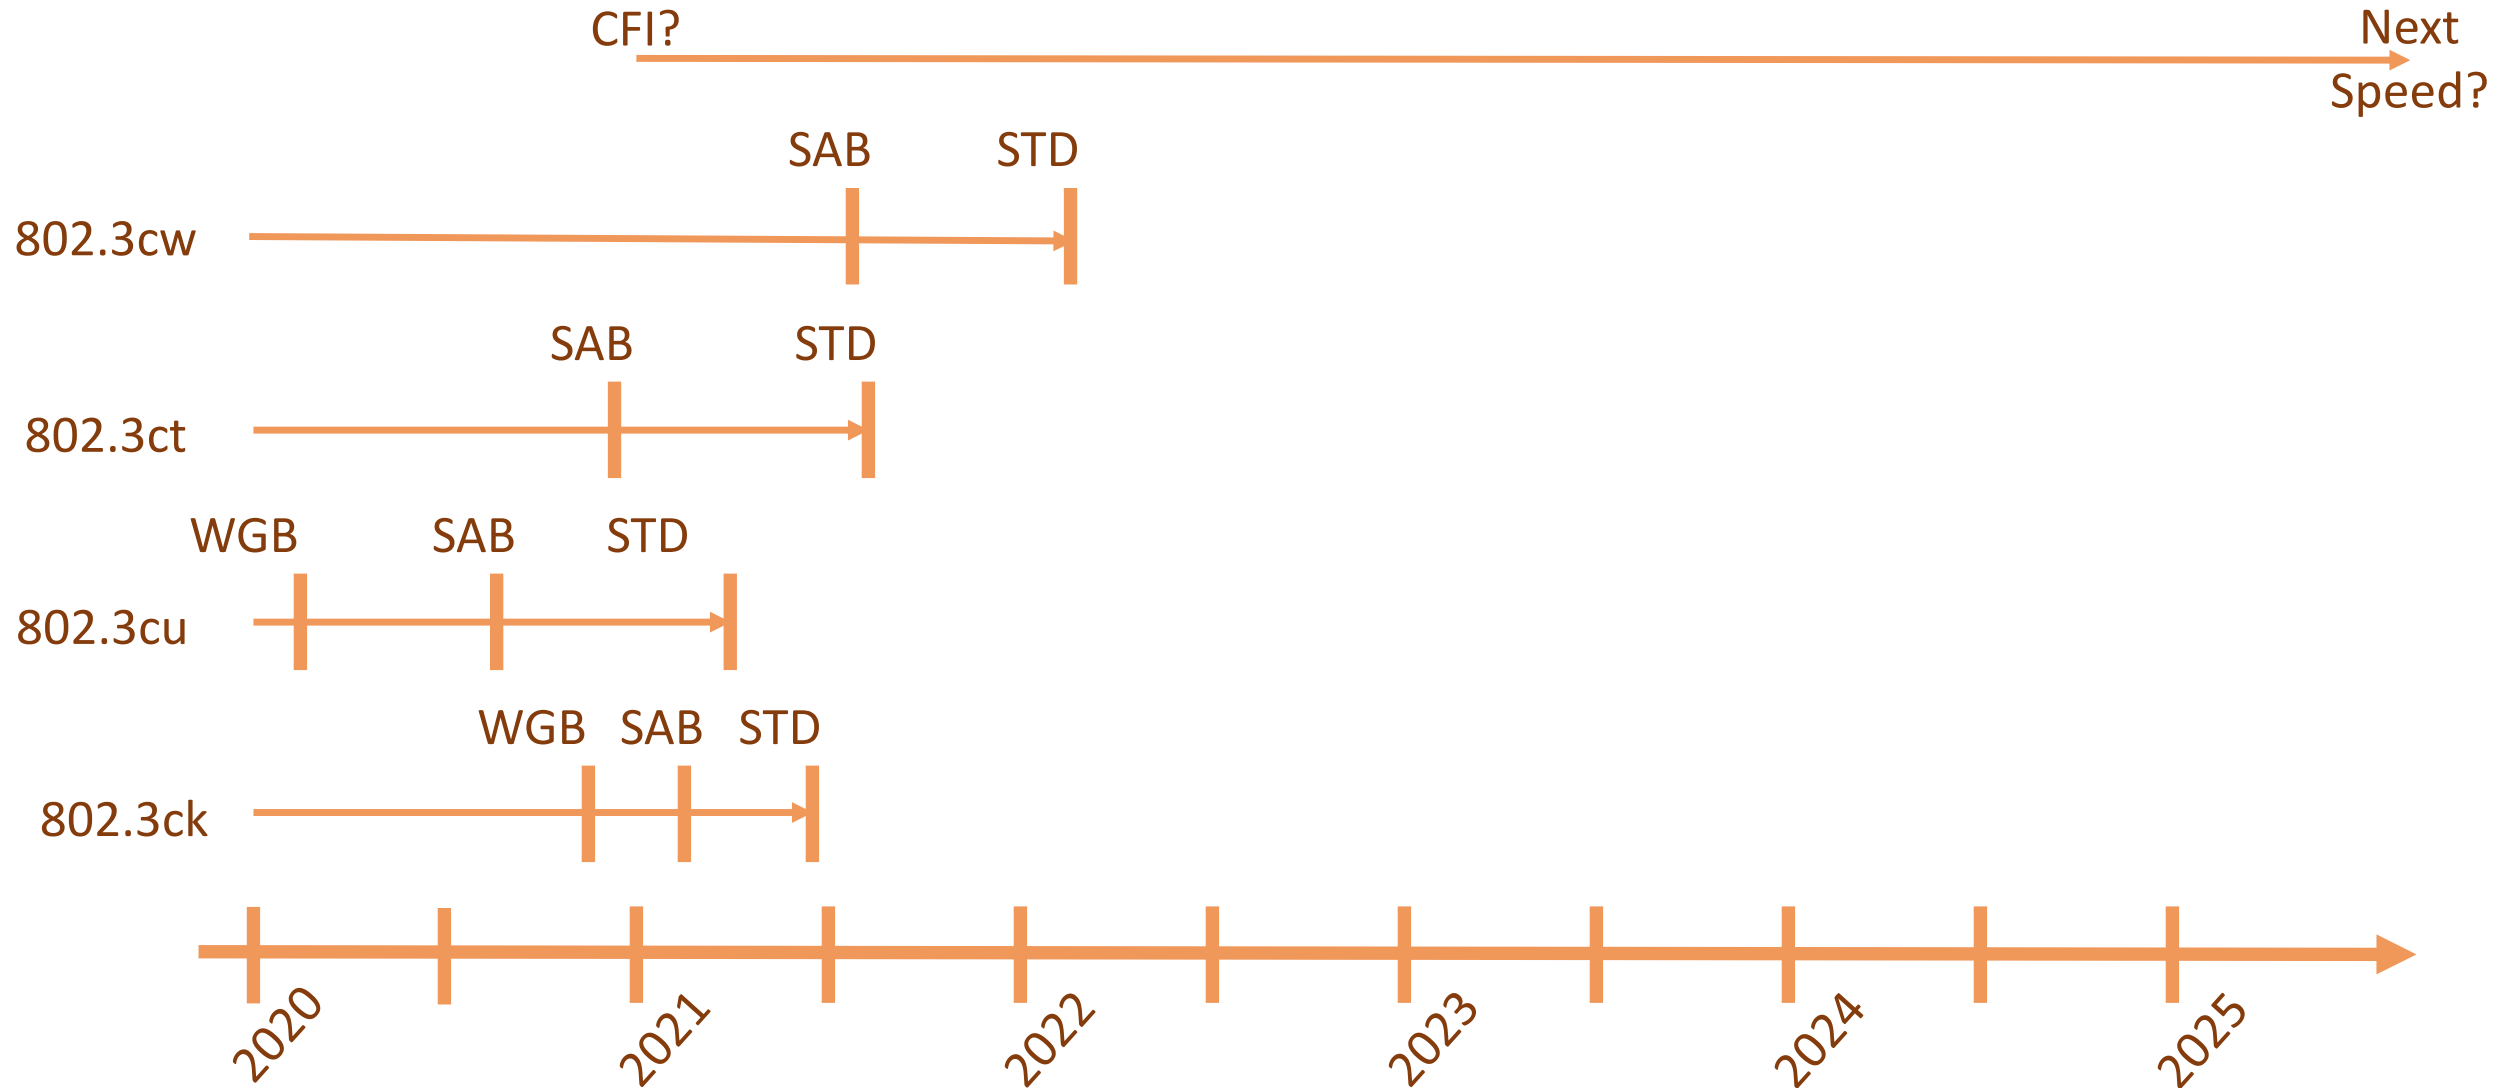 CFI?
Next
Speed?
SAB
STD
802.3cw
SAB
STD
802.3ct
WGB
SAB
STD
802.3cu
WGB
SAB
STD
802.3ck
2020
2021
2022
2023
2024
2025